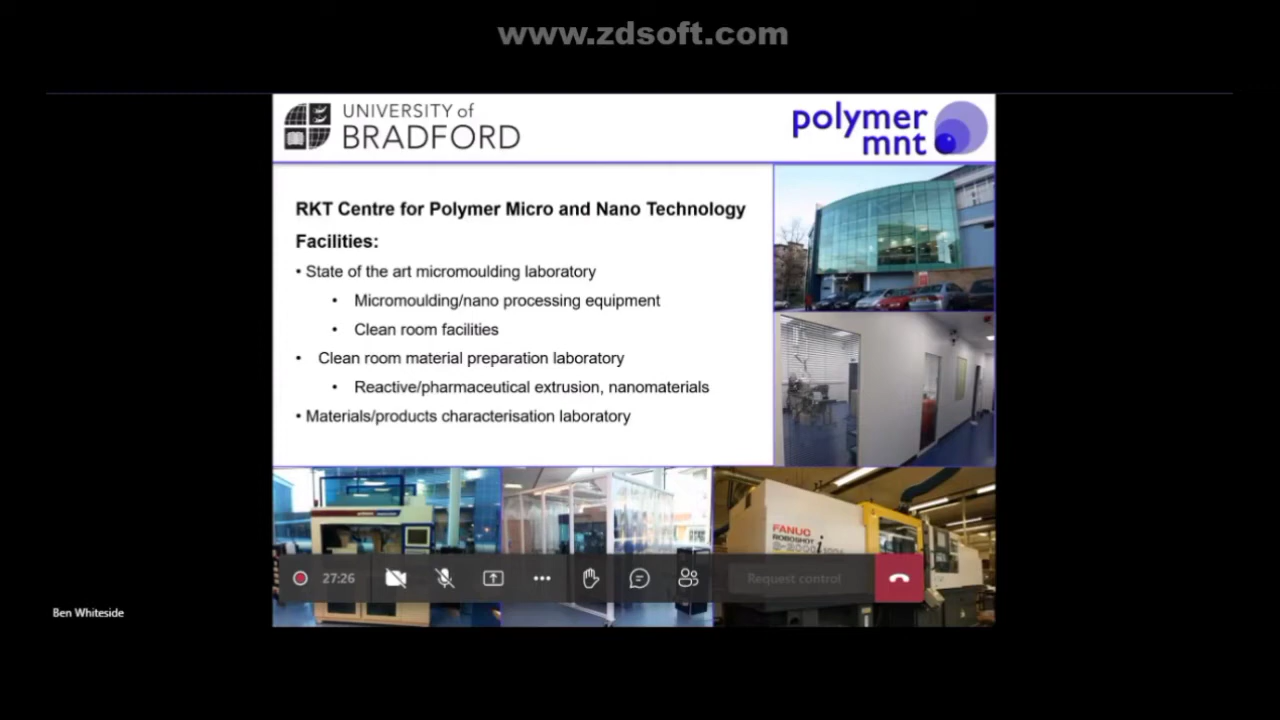 www.zdsoft.com
UNIVERSITY of
BRADFORD
polymer
mnt
RKT Centre for Polymer Micro and Nano Technology
Facilities:
• State of the art micromoulding laboratory
• Micromoulding/nano processing equipment
• Clean room facilities
• Clean room material preparation laboratory
• Reactive/pharmaceutical extrusion, nanomaterials
• Materials/products characterisation laboratory
FANUC
ROBOSHOT
27:26
Request control
Ben Whiteside